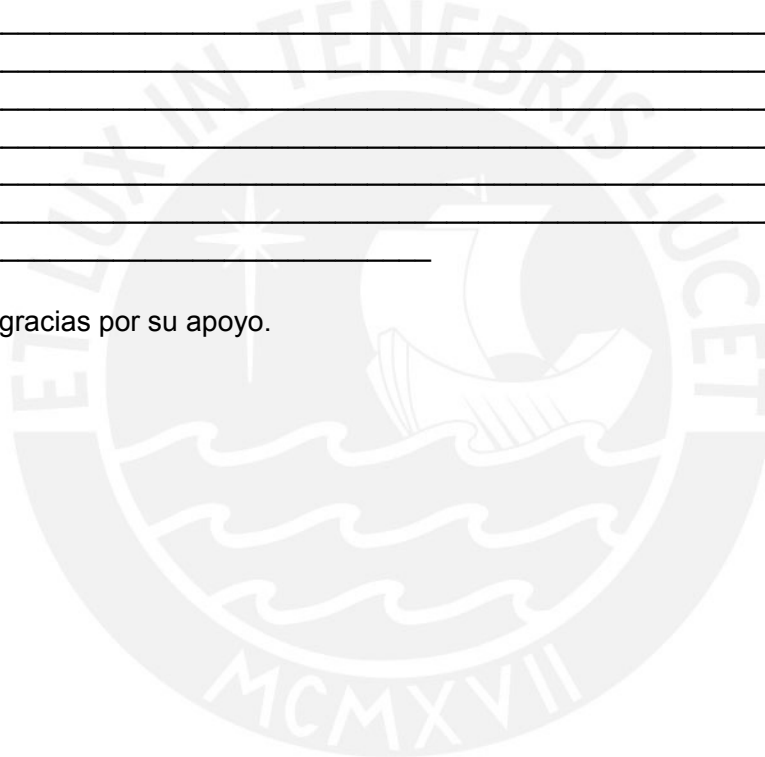 gracias por su apoyo.
ET LUX IN TENEBRIS LUCET
MCMXVII